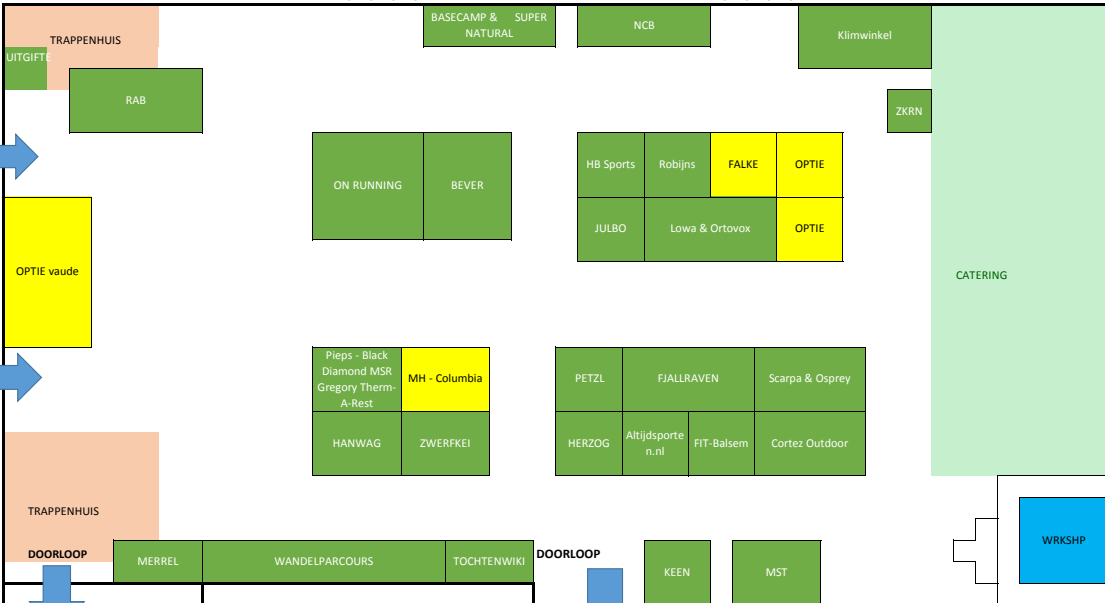 BASECAMP & SUPER
NATURAL
NCB
Klimwinkel
TRAPPENHUIS
UITGIFTE
RAB
ZKRN
ON RUNNING
BEVER
HB Sports
Robijns
FALKE
OPTIE
JULBO
Lowa & Ortovox
OPTIE
OPTIE vaude
CATERING
Pieps - Black
Diamond MSR
Gregory Therm-
A-Rest
MH - Columbia
PETZL
FJALLRAVEN
Scarpa & Osprey
HANWAG
ZWERFKEI
HERZOG
Altijdsporte
n.nl
FIT-Balsem
Cortez Outdoor
TRAPPENHUIS
DOORLOOP
MERREL
WANDELPARCOURS
TOCHTENWIKI
DOORLOOP
KEEN
MST
WRKSHP